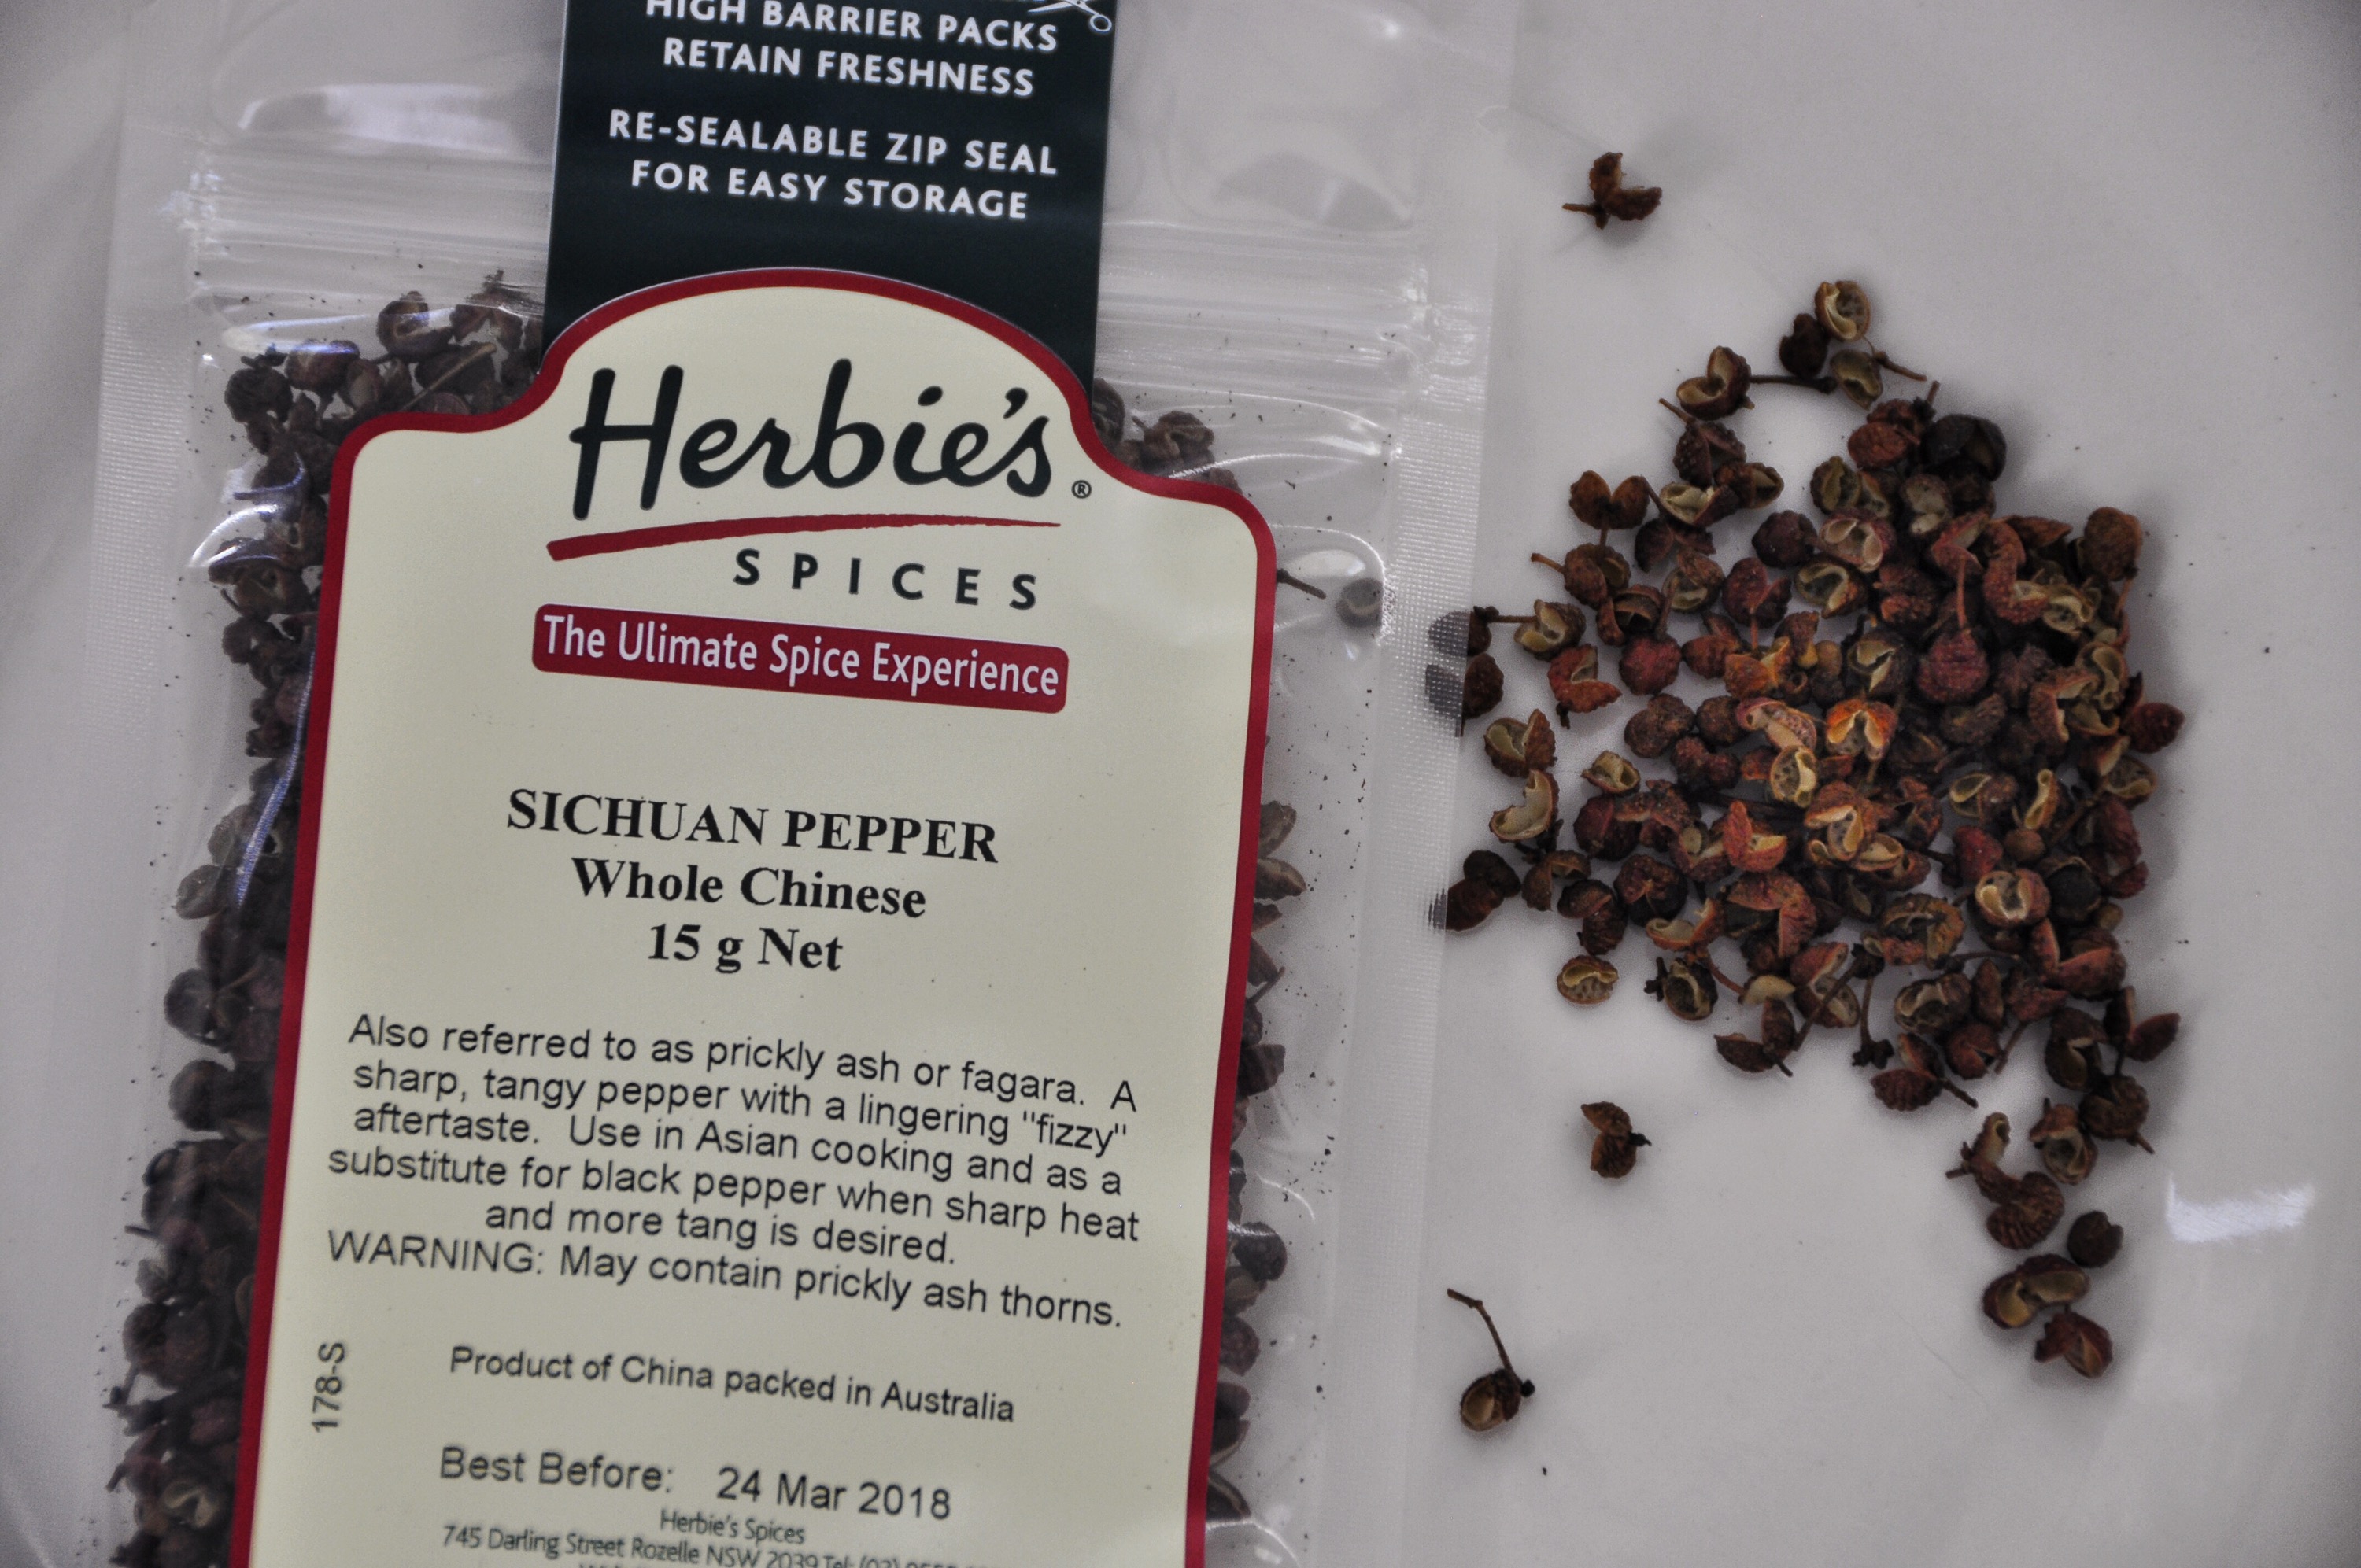 HIGH BARRIER PACKS
RETAIN FRESHNESS
RE-SEALABLE ZIP SEAL
FOR EASY STORAGE
Herbie's®
SPICES
The Ulimate Spice Experience
SICHUAN PEPPER
Whole Chinese
15 g Net
Also referred to as prickly ash or fagara. A
sharp, tangy pepper with a lingering "fizzy"
aftertaste. Use in Asian cooking and as a
substitute for black pepper when sharp heat
and more tang is desired.
WARNING: May contain prickly ash thorns.
178-S
Product of China packed in Australia
Best Before: 24 Mar 2018
Herbie's Spices
745 Darling Street Rozelle NSW 2039 Tel: (02)